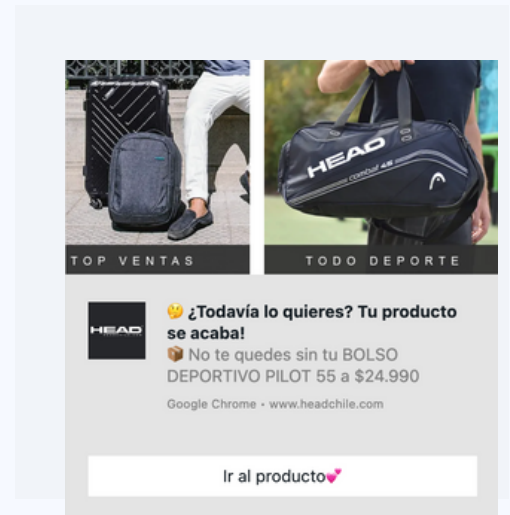 HEAD
combat 45
TOP VENTAS
TODO DEPORTE
HEAD
🤔 ¿Todavía lo quieres? Tu producto
se acaba!
📦 No te quedes sin tu BOLSO
DEPORTIVO PILOT 55 a $24.990
Google Chrome • www.headchile.com
Ir al producto💕